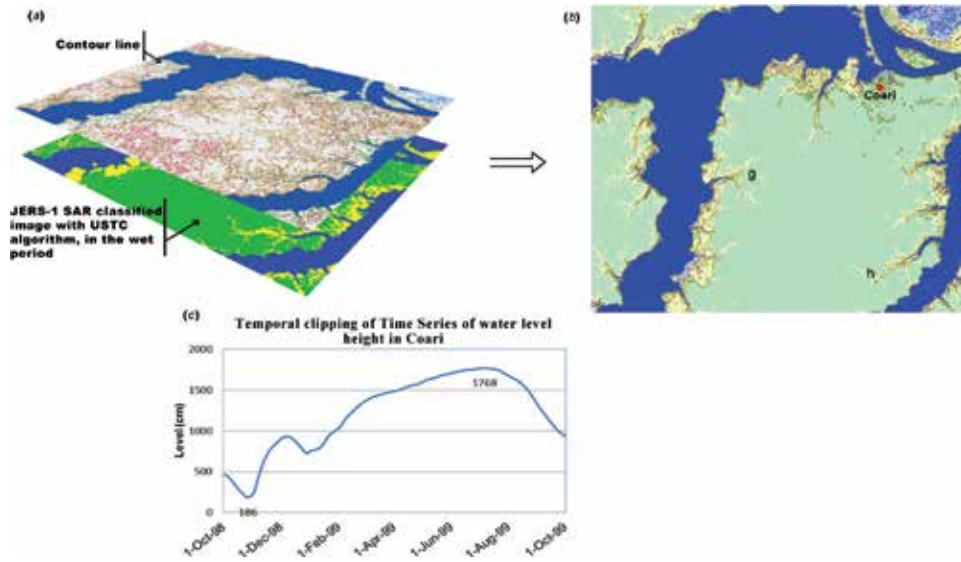 (a)
Contour line
JERS-1 SAR classified
image with USTC
algorithm, in the wet
period
(b)
Coari
g
h
(c)
Temporal clipping of Time Series of water level
height in Coari
Level (cm)
2000
1500
1000
500
0
1768
186
1-Oct-98
1-Dec-98
1-Feb-99
1-Apr-99
1-Jun-99
1-Aug-99
1-Oct-99